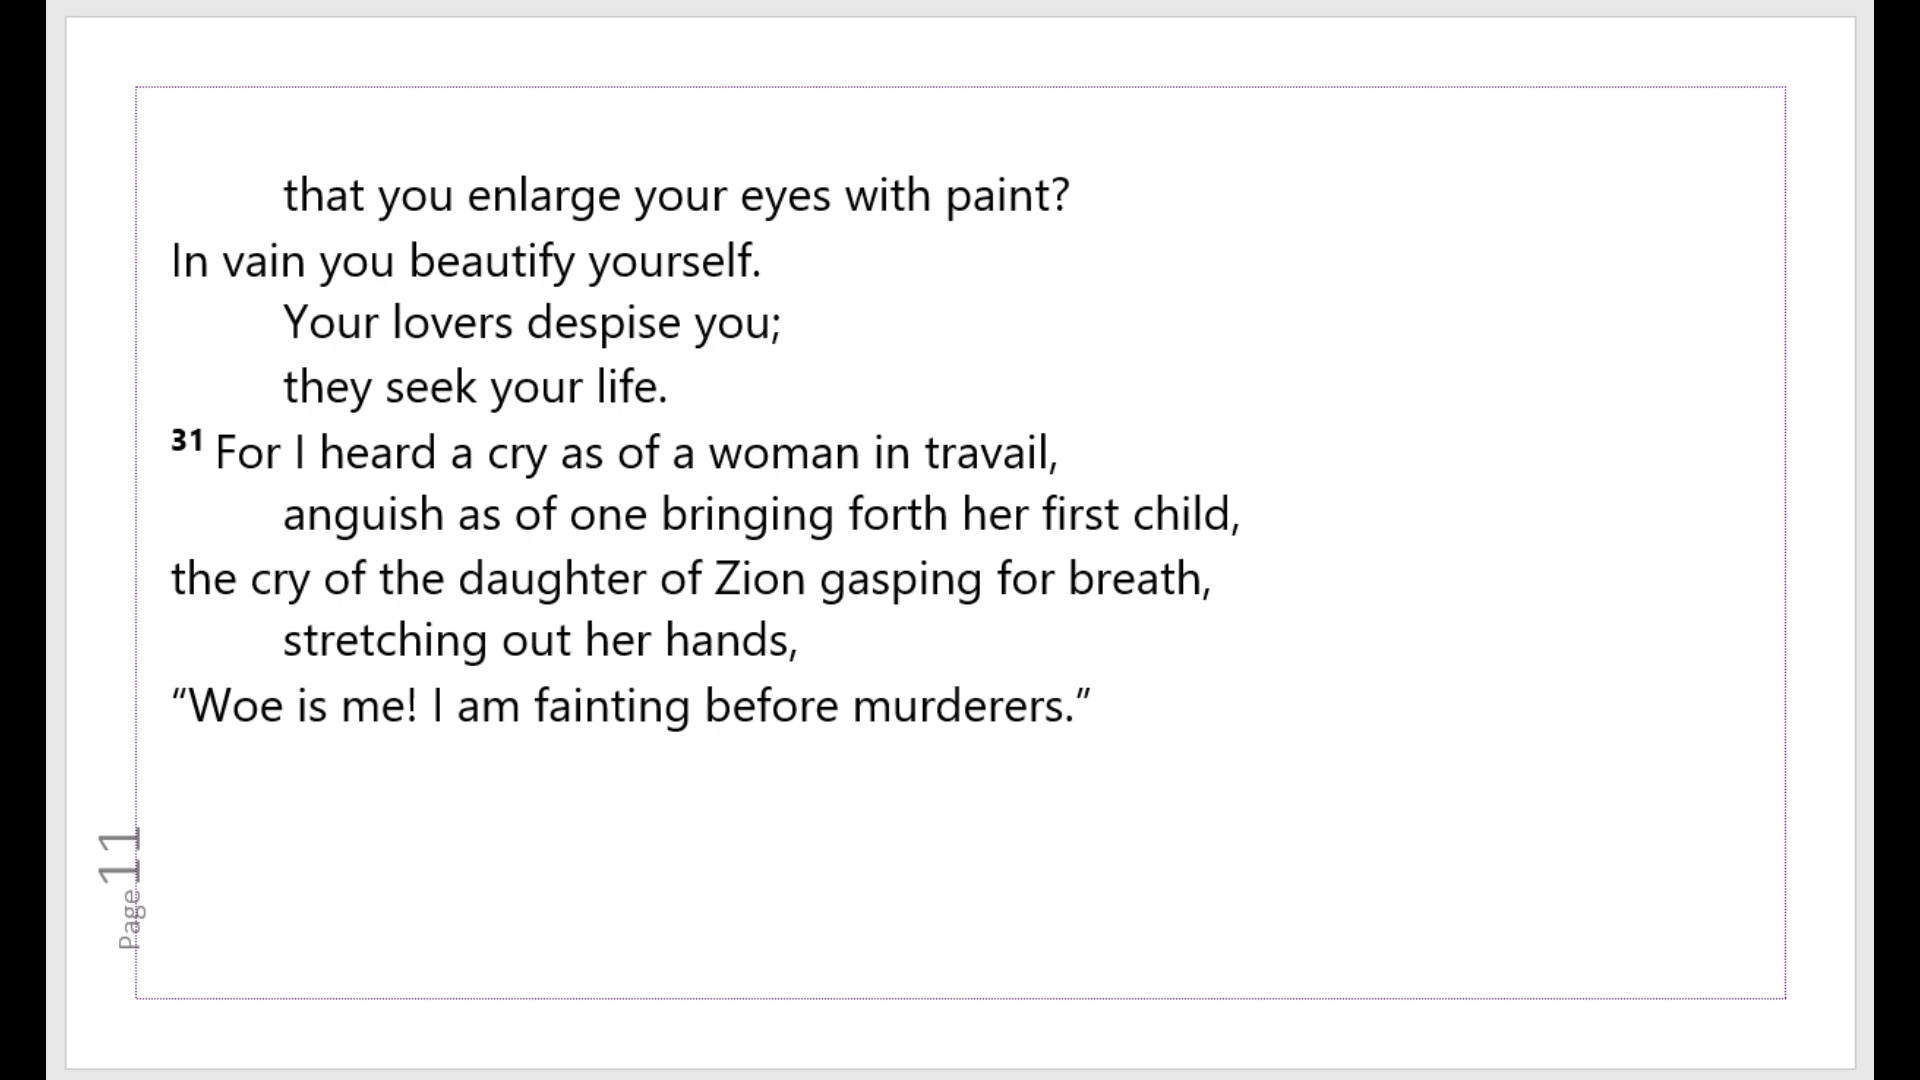 that you enlarge your eyes with paint?
In vain you beautify yourself.
Your lovers despise you;
they seek your life.
31 For I heard a cry as of a woman in travail,
anguish as of one bringing forth her first child,
the cry of the daughter of Zion gasping for breath,
stretching out her hands,
“Woe is me! I am fainting before murderers.”
Page 11